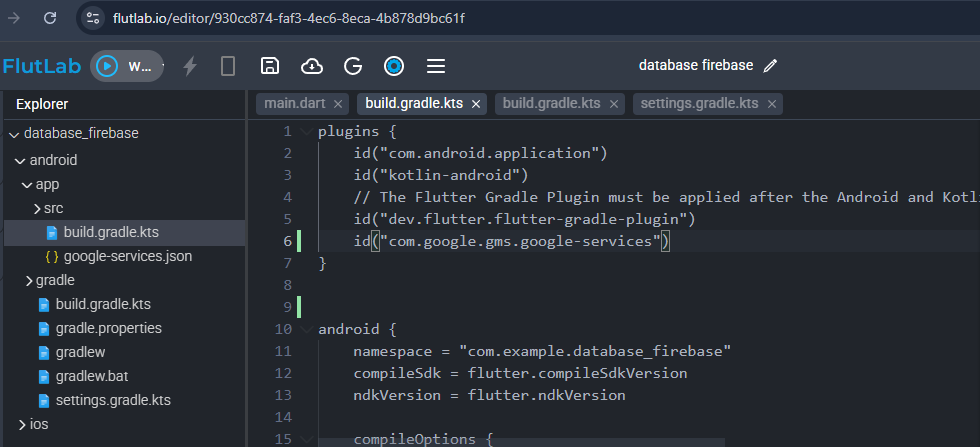 flutlab.io/editor/930cc874-faf3-4ec6-8eca-4b878d9bc61f
FlutLab W... database firebase
Explorer
main.dart build.gradle.kts build.gradle.kts settings.gradle.kts
database_firebase
android
app
src
build.gradle.kts
google-services.json
gradle
build.gradle.kts
gradle.properties
gradlew
gradlew.bat
settings.gradle.kts
ios
1 plugins {
2 id("com.android.application")
3 id("kotlin-android")
4 // The Flutter Gradle Plugin must be applied after the Android and Kotl
5 id("dev.flutter.flutter-gradle-plugin")
6 id("com.google.gms.google-services")
7 }
8
9
10 android {
11 namespace = "com.example.database_firebase"
12 compileSdk = flutter.compileSdkVersion
13 ndkVersion = flutter.ndkVersion
14
15 compileOptions {